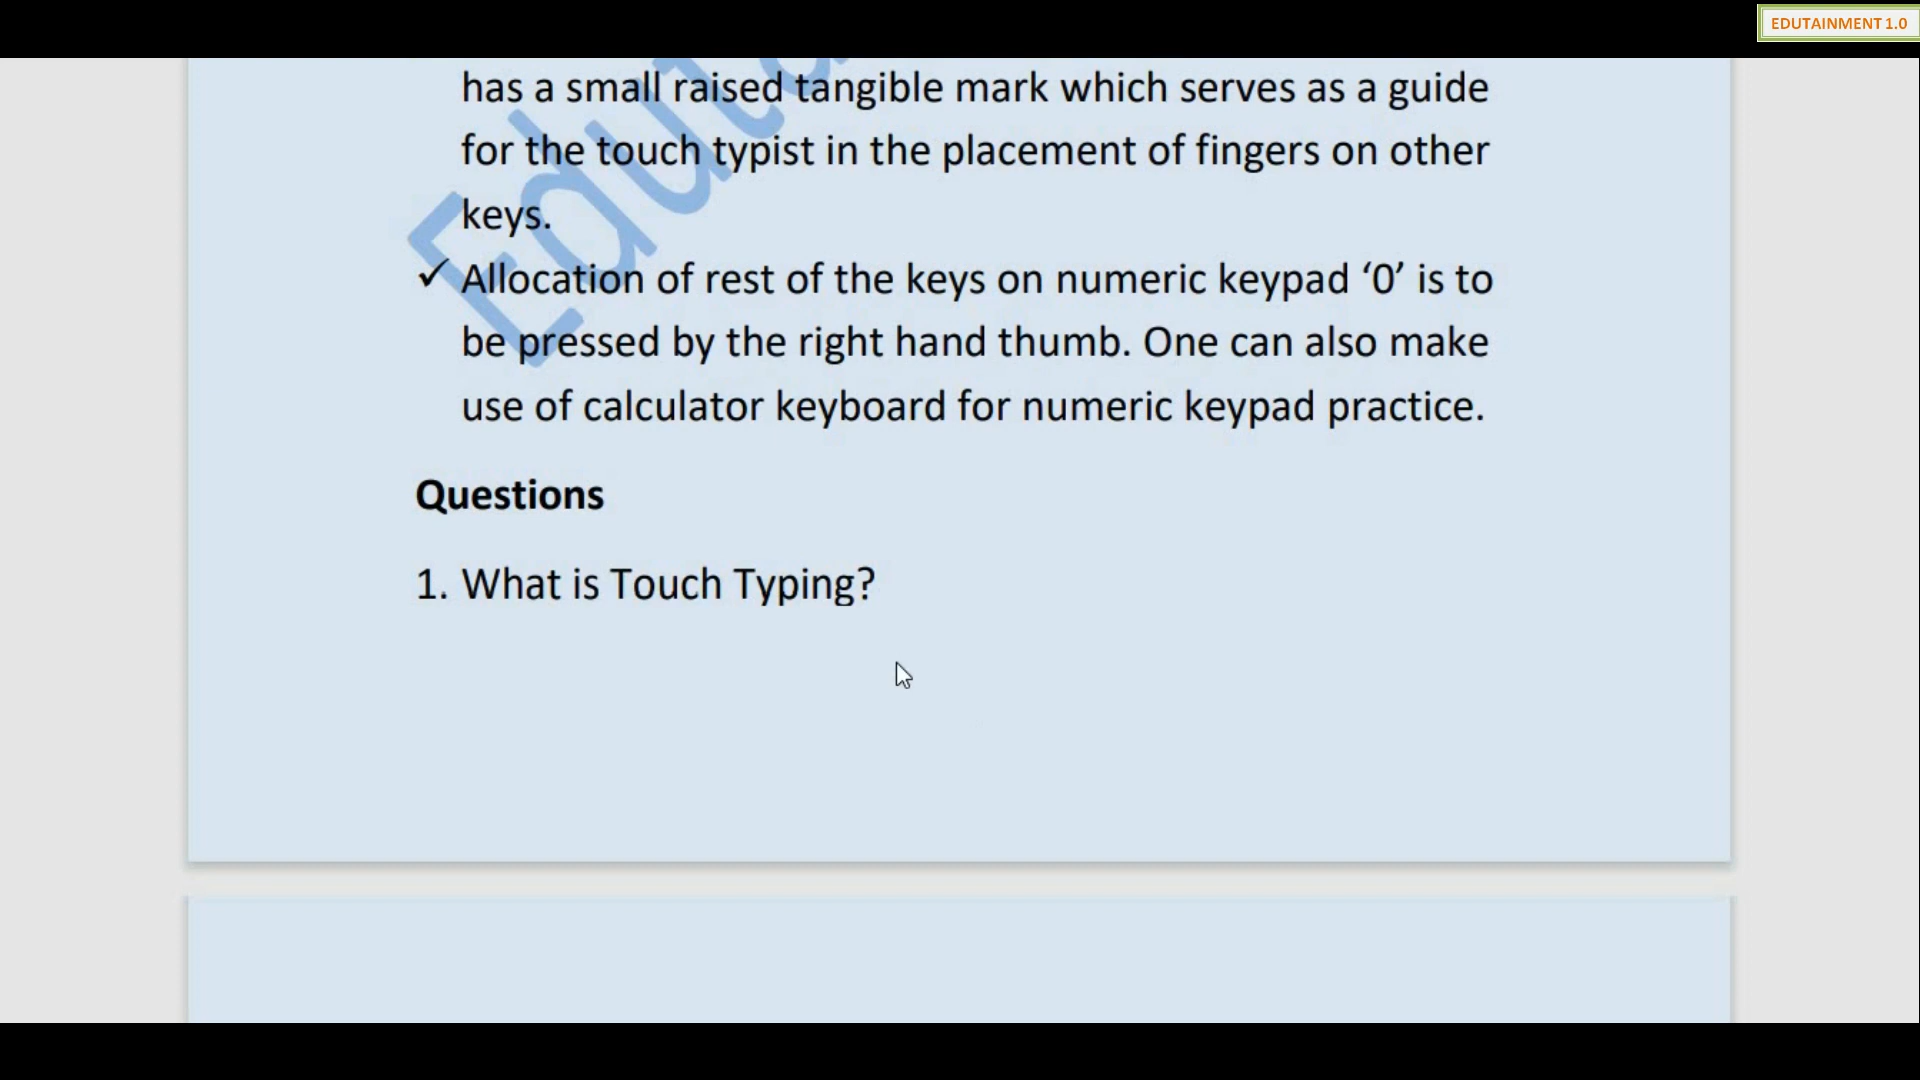 EDUTAINMENT 1.0
has a small raised tangible mark which serves as a guide
for the touch typist in the placement of fingers on other
keys.
✓ Allocation of rest of the keys on numeric keypad ‘0’ is to
be pressed by the right hand thumb. One can also make
use of calculator keyboard for numeric keypad practice.
Questions
1. What is Touch Typing?